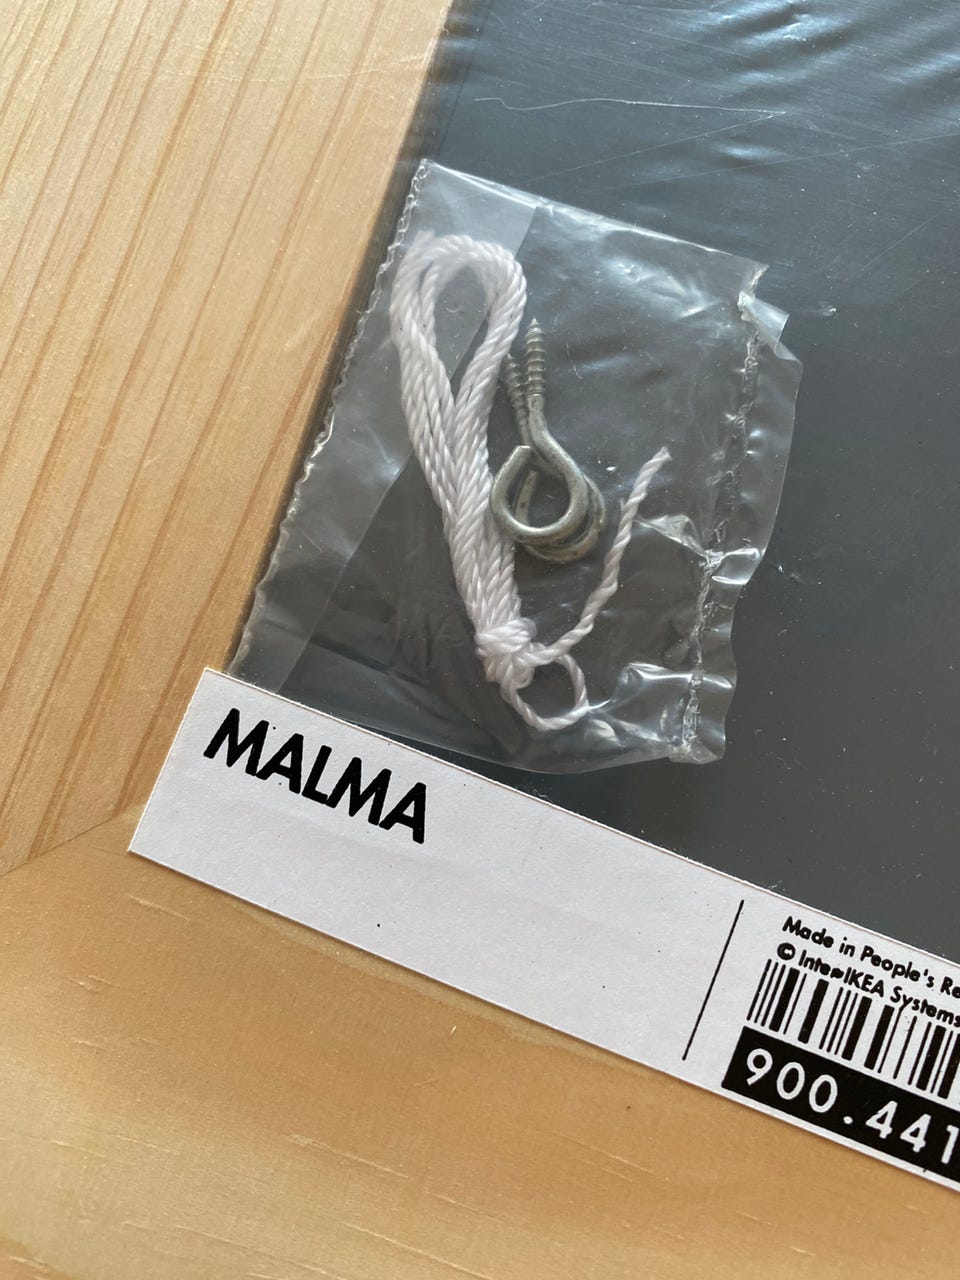 MALMA
Made in People's Re
© Inter IKEA Systems
900.441